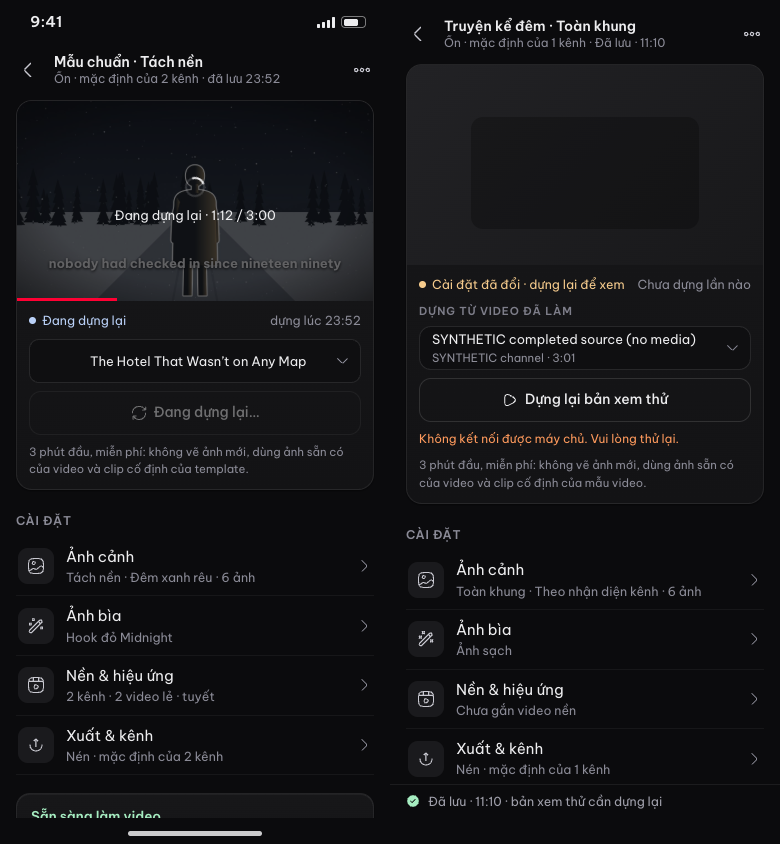 9:41
Mẫu chuẩn · Tách nền
Ổn · mặc định của 2 kênh · đã lưu 23:52
Đang dựng lại · 1:12 / 3:00
nobody had checked in since nineteen ninety
Đang dựng lại
dựng lúc 23:52
The Hotel That Wasn't on Any Map
Đang dựng lại...
3 phút đầu, miễn phí: không vẽ ảnh mới, dùng ảnh sẵn có
của video và clip cố định của template.
CÀI ĐẶT
Ảnh cảnh
Tách nền · Đêm xanh rêu · 6 ảnh
Ảnh bìa
Hook đỏ Midnight
Nền & hiệu ứng
2 kênh · 2 video lẻ · tuyết
Xuất & kênh
Nén · mặc định của 2 kênh
Sẵn sàng làm video
Truyện kể đêm · Toàn khung
Ổn · mặc định của 1 kênh · Đã lưu · 11:10
Cài đặt đã đổi · dựng lại để xem
Chưa dựng lần nào
DỰNG TỪ VIDEO ĐÃ LÀM
SYNTHETIC completed source (no media)
SYNTHETIC channel · 3:01
Dựng lại bản xem thử
Không kết nối được máy chủ. Vui lòng thử lại.
3 phút đầu, miễn phí: không vẽ ảnh mới, dùng ảnh sẵn có
của video và clip cố định của mẫu video.
CÀI ĐẶT
Ảnh cảnh
Toàn khung · Theo nhận diện kênh · 6 ảnh
Ảnh bìa
Ảnh sạch
Nền & hiệu ứng
Chưa gắn video nền
Xuất & kênh
Nén · mặc định của 1 kênh
Đã lưu · 11:10 · bản xem thử cần dựng lại